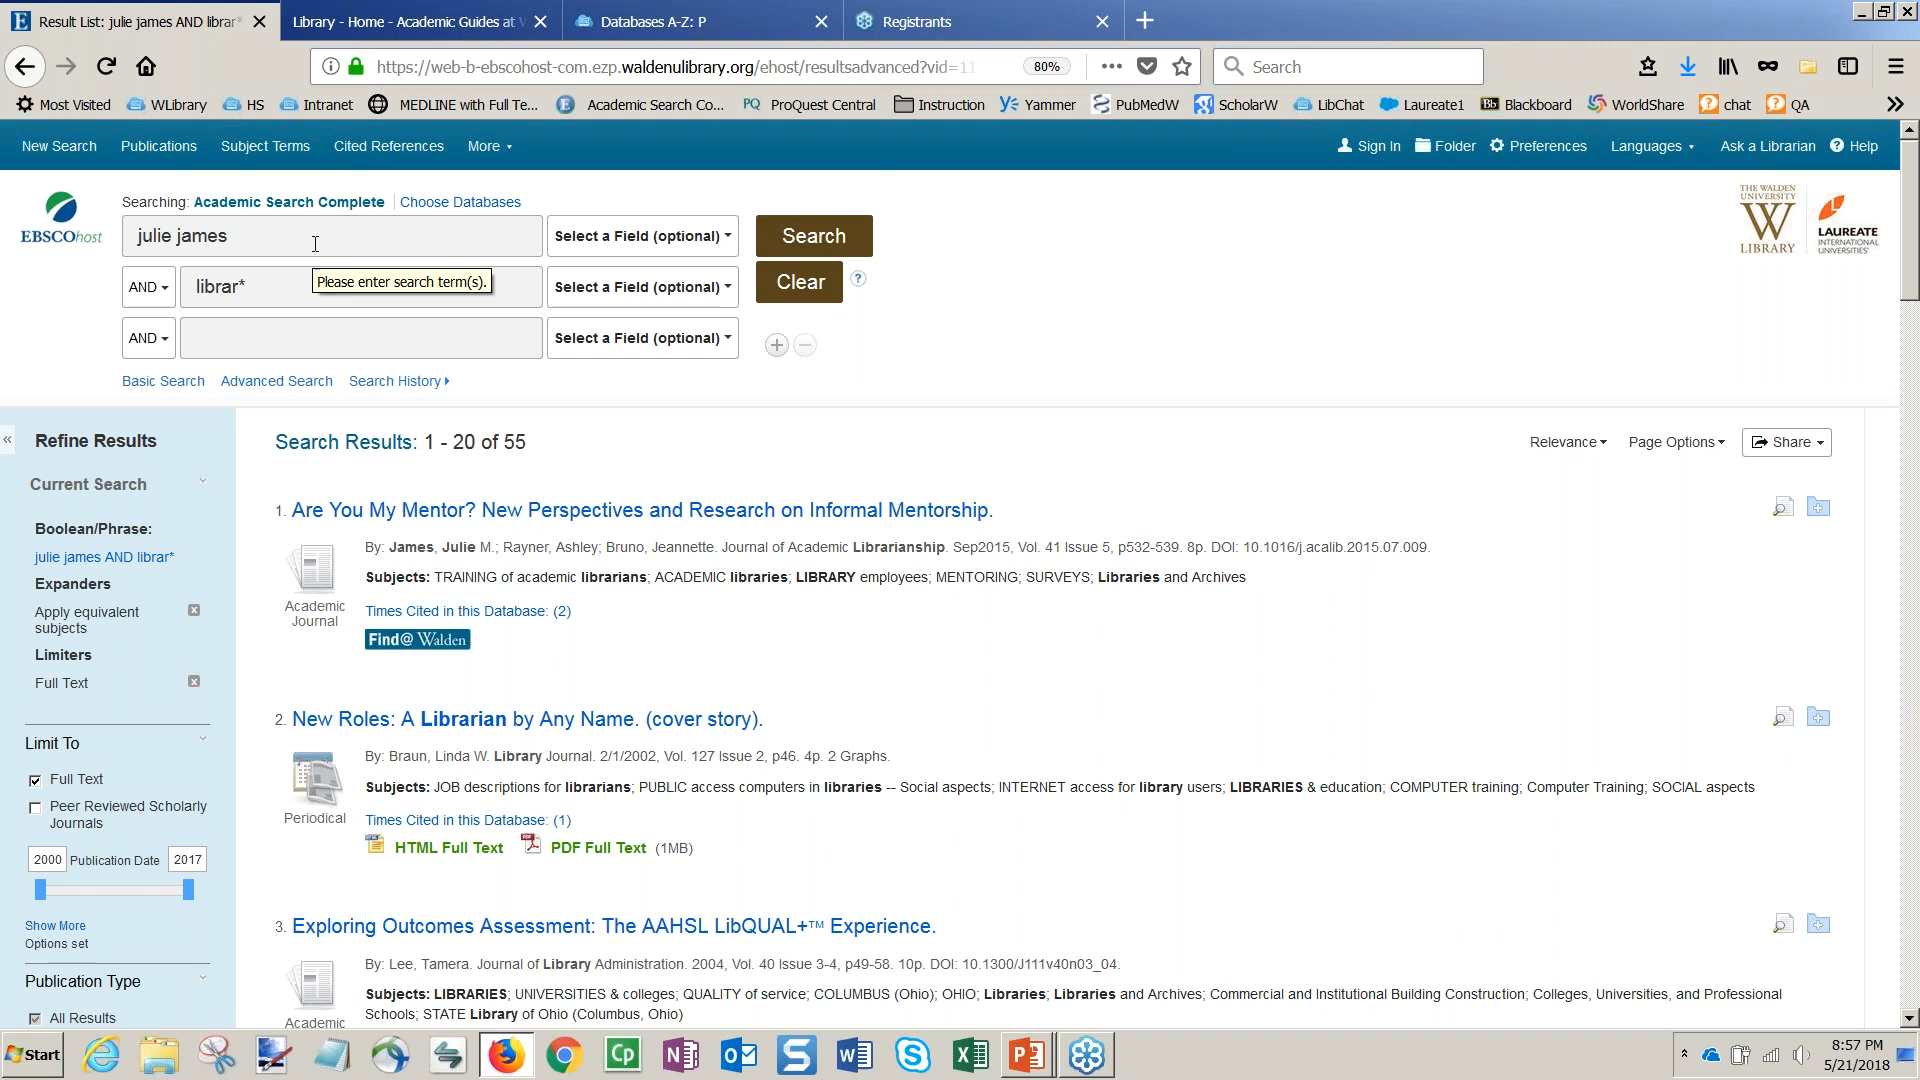 Result List: julie james AND librar*
Library - Home - Academic Guides at W
Databases A-Z: P
Registrants
https://web-b-ebscohost-com.ezp.waldenulibrary.org/ehost/resultsadvanced?vid=11
80%
Search
Most Visited
WLibrary
HS
Intranet
MEDLINE with Full Te...
Academic Search Co...
PQ ProQuest Central
Instruction
Yammer
PubMedW
ScholarW
LibChat
Laureate1
Bb Blackboard
WorldShare
chat
QA
New Search
Publications
Subject Terms
Cited References
More
Sign In
Folder
Preferences
Languages
Ask a Librarian
Help
EBSCOhost
Searching: Academic Search Complete
Choose Databases
julie james
Select a Field (optional)
Search
AND
librar*
Please enter search term(s).
Select a Field (optional)
Clear
AND
Select a Field (optional)
Basic Search
Advanced Search
Search History
THE WALDEN UNIVERSITY
W
LIBRARY
LAUREATE
INTERNATIONAL UNIVERSITIES
Refine Results
Current Search
Boolean/Phrase:
julie james AND librar*
Expanders
Apply equivalent
subjects
Limiters
Full Text
Limit To
Full Text
Peer Reviewed Scholarly
Journals
2000 Publication Date 2017
Show More
Options set
Publication Type
All Results
Search Results: 1 - 20 of 55
Relevance
Page Options
Share
1. Are You My Mentor? New Perspectives and Research on Informal Mentorship.
By: James, Julie M.; Rayner, Ashley; Bruno, Jeannette. Journal of Academic Librarianship. Sep2015, Vol. 41 Issue 5, p532-539. 8p. DOI: 10.1016/j.acalib.2015.07.009.
Subjects: TRAINING of academic librarians; ACADEMIC libraries; LIBRARY employees; MENTORING; SURVEYS; Libraries and Archives
Academic
Journal
Times Cited in this Database: (2)
Find@ Walden
2. New Roles: A Librarian by Any Name. (cover story).
By: Braun, Linda W. Library Journal. 2/1/2002, Vol. 127 Issue 2, p46. 4p. 2 Graphs.
Subjects: JOB descriptions for librarians; PUBLIC access computers in libraries -- Social aspects; INTERNET access for library users; LIBRARIES & education; COMPUTER training; Computer Training; SOCIAL aspects
Periodical
Times Cited in this Database: (1)
HTML Full Text
PDF Full Text (1MB)
3. Exploring Outcomes Assessment: The AAHSL LibQUAL+™ Experience.
By: Lee, Tamera. Journal of Library Administration. 2004, Vol. 40 Issue 3-4, p49-58. 10p. DOI: 10.1300/J111v40n03_04.
Subjects: LIBRARIES; UNIVERSITIES & colleges; QUALITY of service; COLUMBUS (Ohio); OHIO; Libraries; Libraries and Archives; Commercial and Institutional Building Construction; Colleges, Universities, and Professional
Schools; STATE Library of Ohio (Columbus, Ohio)
Academic
Start
8:57 PM
5/21/2018